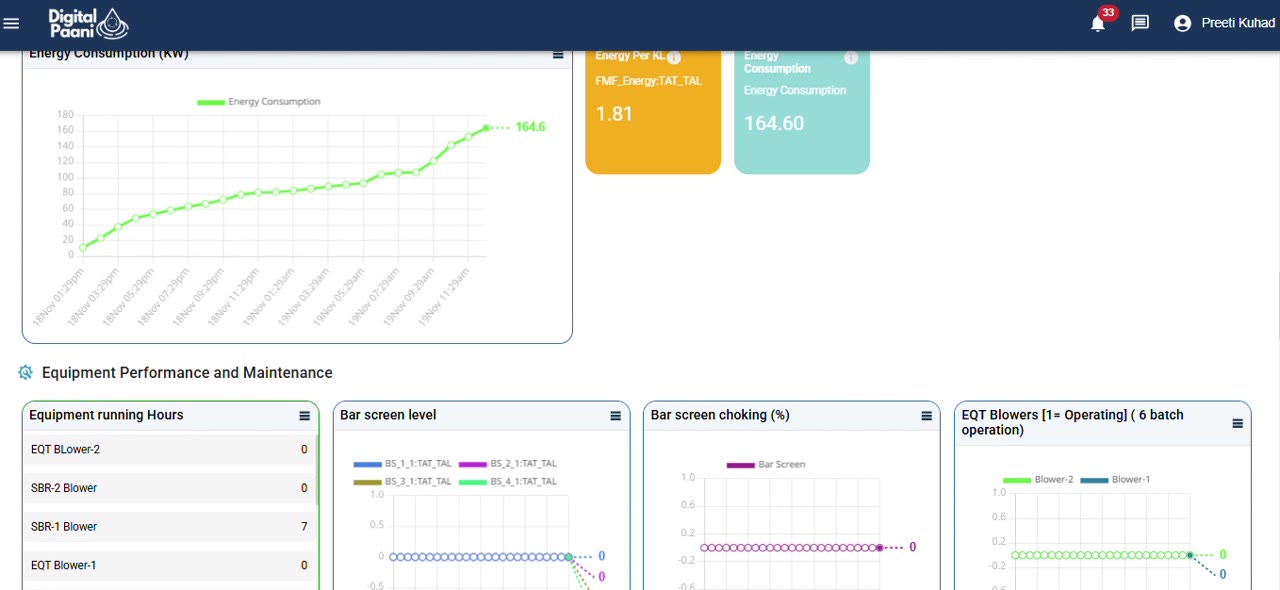 Digital
Paani
33
Preeti Kuhad
Energy Consumption (KW)
Energy Consumption
180
160
140
120
100
80
60
40
20
0
164.6
18Nov 01:29pm
18Nov 03:29pm
18Nov 05:29pm
18Nov 07:29pm
18Nov 09:29pm
18Nov 11:29pm
19Nov 01:29am
19Nov 03:29am
19Nov 05:29am
19Nov 07:29am
19Nov 09:29am
19Nov 11:29am
Energy Per KL
FMF_Energy:TAT_TAL
1.81
Energy
Consumption
Energy Consumption
164.60
Equipment Performance and Maintenance
Equipment running Hours
EQT BLower-2 0
SBR-2 Blower 0
SBR-1 Blower 7
EQT Blower-1 0
Bar screen level
BS_1_1:TAT_TAL BS_2_1:TAT_TAL
BS_3_1:TAT_TAL BS_4_1:TAT_TAL
1.0
0.5
0
-0.5
0
0
Bar screen choking (%)
Bar Screen
1.0
0.6
0.2
-0.2
-0.6
0
EQT Blowers [1= Operating] ( 6 batch
operation)
Blower-2 Blower-1
1.0
0.6
0.2
-0.2
0
0